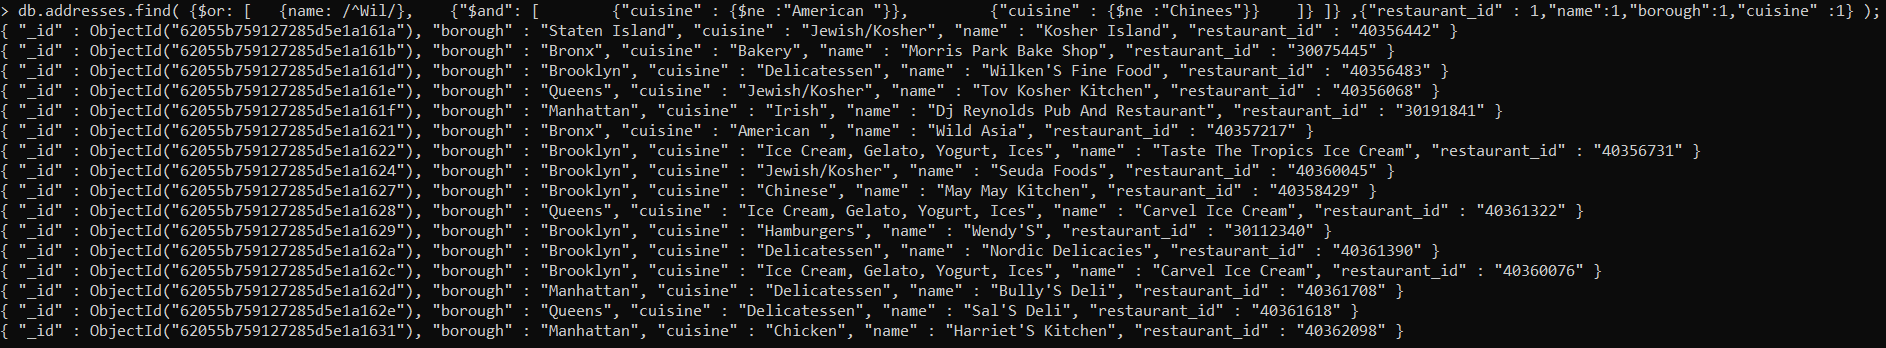 > db.addresses.find( {$or: [   {name: /^Wil/},    {"$and": [       {"cuisine" : {$ne :"American "}},        {"cuisine" : {$ne :"Chinees"}}    ]} ]} ,{"restaurant_id" : 1,"name":1,"borough":1,"cuisine" :1} );
{ "_id" : ObjectId("62055b759127285d5e1a161a"), "borough" : "Staten Island", "cuisine" : "Jewish/Kosher", "name" : "Kosher Island", "restaurant_id" : "40356442" }
{ "_id" : ObjectId("62055b759127285d5e1a161b"), "borough" : "Bronx", "cuisine" : "Bakery", "name" : "Morris Park Bake Shop", "restaurant_id" : "30075445" }
{ "_id" : ObjectId("62055b759127285d5e1a161d"), "borough" : "Brooklyn", "cuisine" : "Delicatessen", "name" : "Wilken'S Fine Food", "restaurant_id" : "40356483" }
{ "_id" : ObjectId("62055b759127285d5e1a161e"), "borough" : "Queens", "cuisine" : "Jewish/Kosher", "name" : "Tov Kosher Kitchen", "restaurant_id" : "40356068" }
{ "_id" : ObjectId("62055b759127285d5e1a161f"), "borough" : "Manhattan", "cuisine" : "Irish", "name" : "Dj Reynolds Pub And Restaurant", "restaurant_id" : "30191841" }
{ "_id" : ObjectId("62055b759127285d5e1a1621"), "borough" : "Bronx", "cuisine" : "American ", "name" : "Wild Asia", "restaurant_id" : "40357217" }
{ "_id" : ObjectId("62055b759127285d5e1a1622"), "borough" : "Brooklyn", "cuisine" : "Ice Cream, Gelato, Yogurt, Ices", "name" : "Taste The Tropics Ice Cream", "restaurant_id" : "40356731" }
{ "_id" : ObjectId("62055b759127285d5e1a1624"), "borough" : "Brooklyn", "cuisine" : "Jewish/Kosher", "name" : "Seuda Foods", "restaurant_id" : "40360045" }
{ "_id" : ObjectId("62055b759127285d5e1a1627"), "borough" : "Brooklyn", "cuisine" : "Chinese", "name" : "May May Kitchen", "restaurant_id" : "40358429" }
{ "_id" : ObjectId("62055b759127285d5e1a1628"), "borough" : "Queens", "cuisine" : "Ice Cream, Gelato, Yogurt, Ices", "name" : "Carvel Ice Cream", "restaurant_id" : "40361322" }
{ "_id" : ObjectId("62055b759127285d5e1a1629"), "borough" : "Brooklyn", "cuisine" : "Hamburgers", "name" : "Wendy'S", "restaurant_id" : "30112340" }
{ "_id" : ObjectId("62055b759127285d5e1a162a"), "borough" : "Brooklyn", "cuisine" : "Delicatessen", "name" : "Nordic Delicacies", "restaurant_id" : "40361390" }
{ "_id" : ObjectId("62055b759127285d5e1a162c"), "borough" : "Brooklyn", "cuisine" : "Ice Cream, Gelato, Yogurt, Ices", "name" : "Carvel Ice Cream", "restaurant_id" : "40360076" }
{ "_id" : ObjectId("62055b759127285d5e1a162d"), "borough" : "Manhattan", "cuisine" : "Delicatessen", "name" : "Bully'S Deli", "restaurant_id" : "40361708" }
{ "_id" : ObjectId("62055b759127285d5e1a162e"), "borough" : "Queens", "cuisine" : "Delicatessen", "name" : "Sal'S Deli", "restaurant_id" : "40361618" }
{ "_id" : ObjectId("62055b759127285d5e1a1631"), "borough" : "Manhattan", "cuisine" : "Chicken", "name" : "Harriet'S Kitchen", "restaurant_id" : "40362098" }